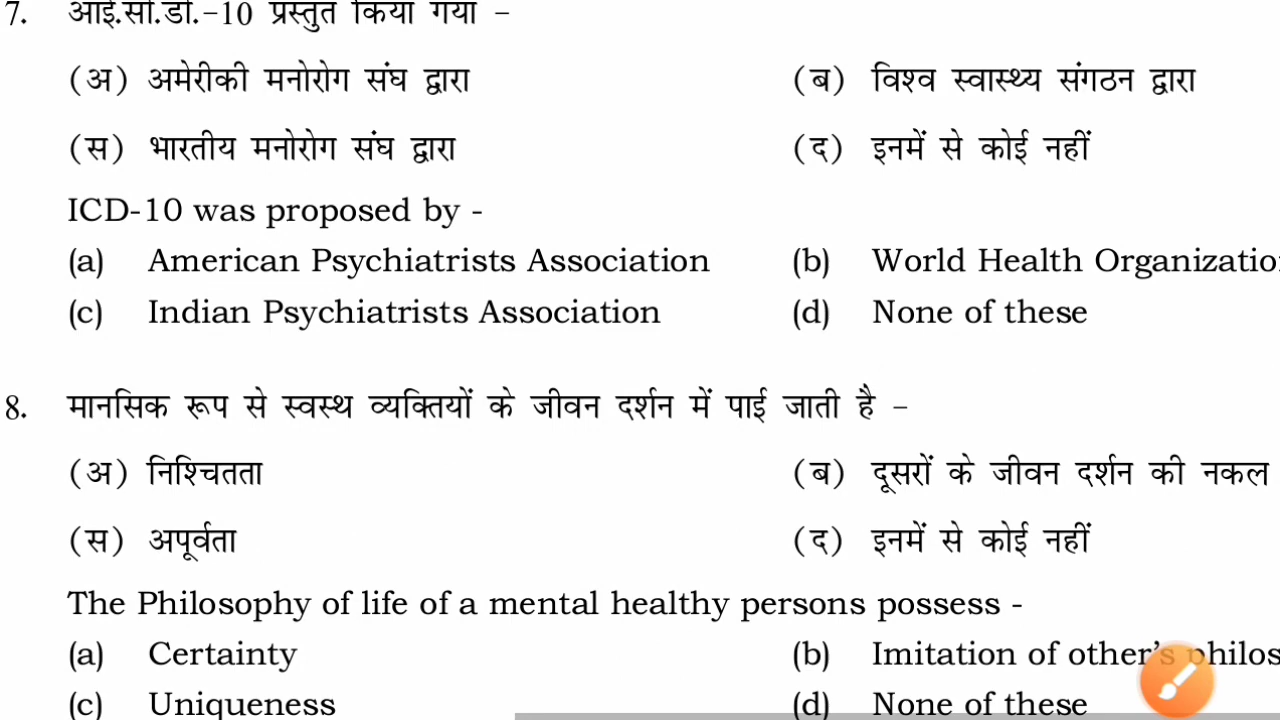 7. आई.सी.डी.-10 प्रस्तुत किया गया –
(अ) अमेरीकी मनोरोग संघ द्वारा (ब) विश्व स्वास्थ्य संगठन द्वारा
(स) भारतीय मनोरोग संघ द्वारा (द) इनमें से कोई नहीं
ICD-10 was proposed by -
(a) American Psychiatrists Association (b) World Health Organizatio
(c) Indian Psychiatrists Association (d) None of these
8. मानसिक रूप से स्वस्थ व्यक्तियों के जीवन दर्शन में पाई जाती है –
(अ) निश्चितता (ब) दूसरों के जीवन दर्शन की नकल
(स) अपूर्वता (द) इनमें से कोई नहीं
The Philosophy of life of a mental healthy persons possess -
(a) Certainty (b) Imitation of other's philos
(c) Uniqueness (d) None of these